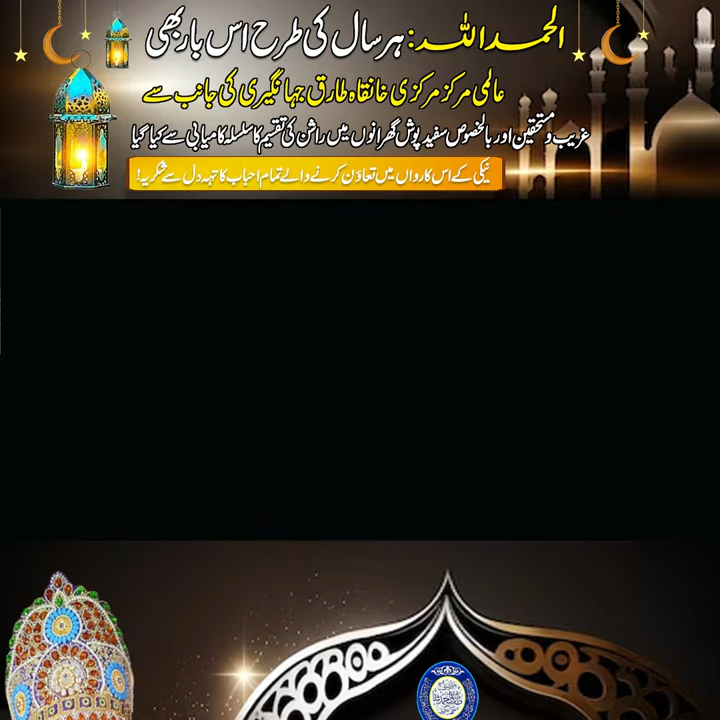 الحمداللہ: ہر سال کی طرح اس بار بھی
عالمی مرکز مرکزی خانقاہ طارق جہانگیری کی جانب سے
غریب و مستحقین اور بالخصوص سفید پوش گھرانوں میں راشن کی تقسیم کا سلسلہ کامیابی سے کیا گیا
نیکی کے اس کارواں میں تعاؤن کرنے والے تمام احباب کا تہہ دل سے شکریہ!